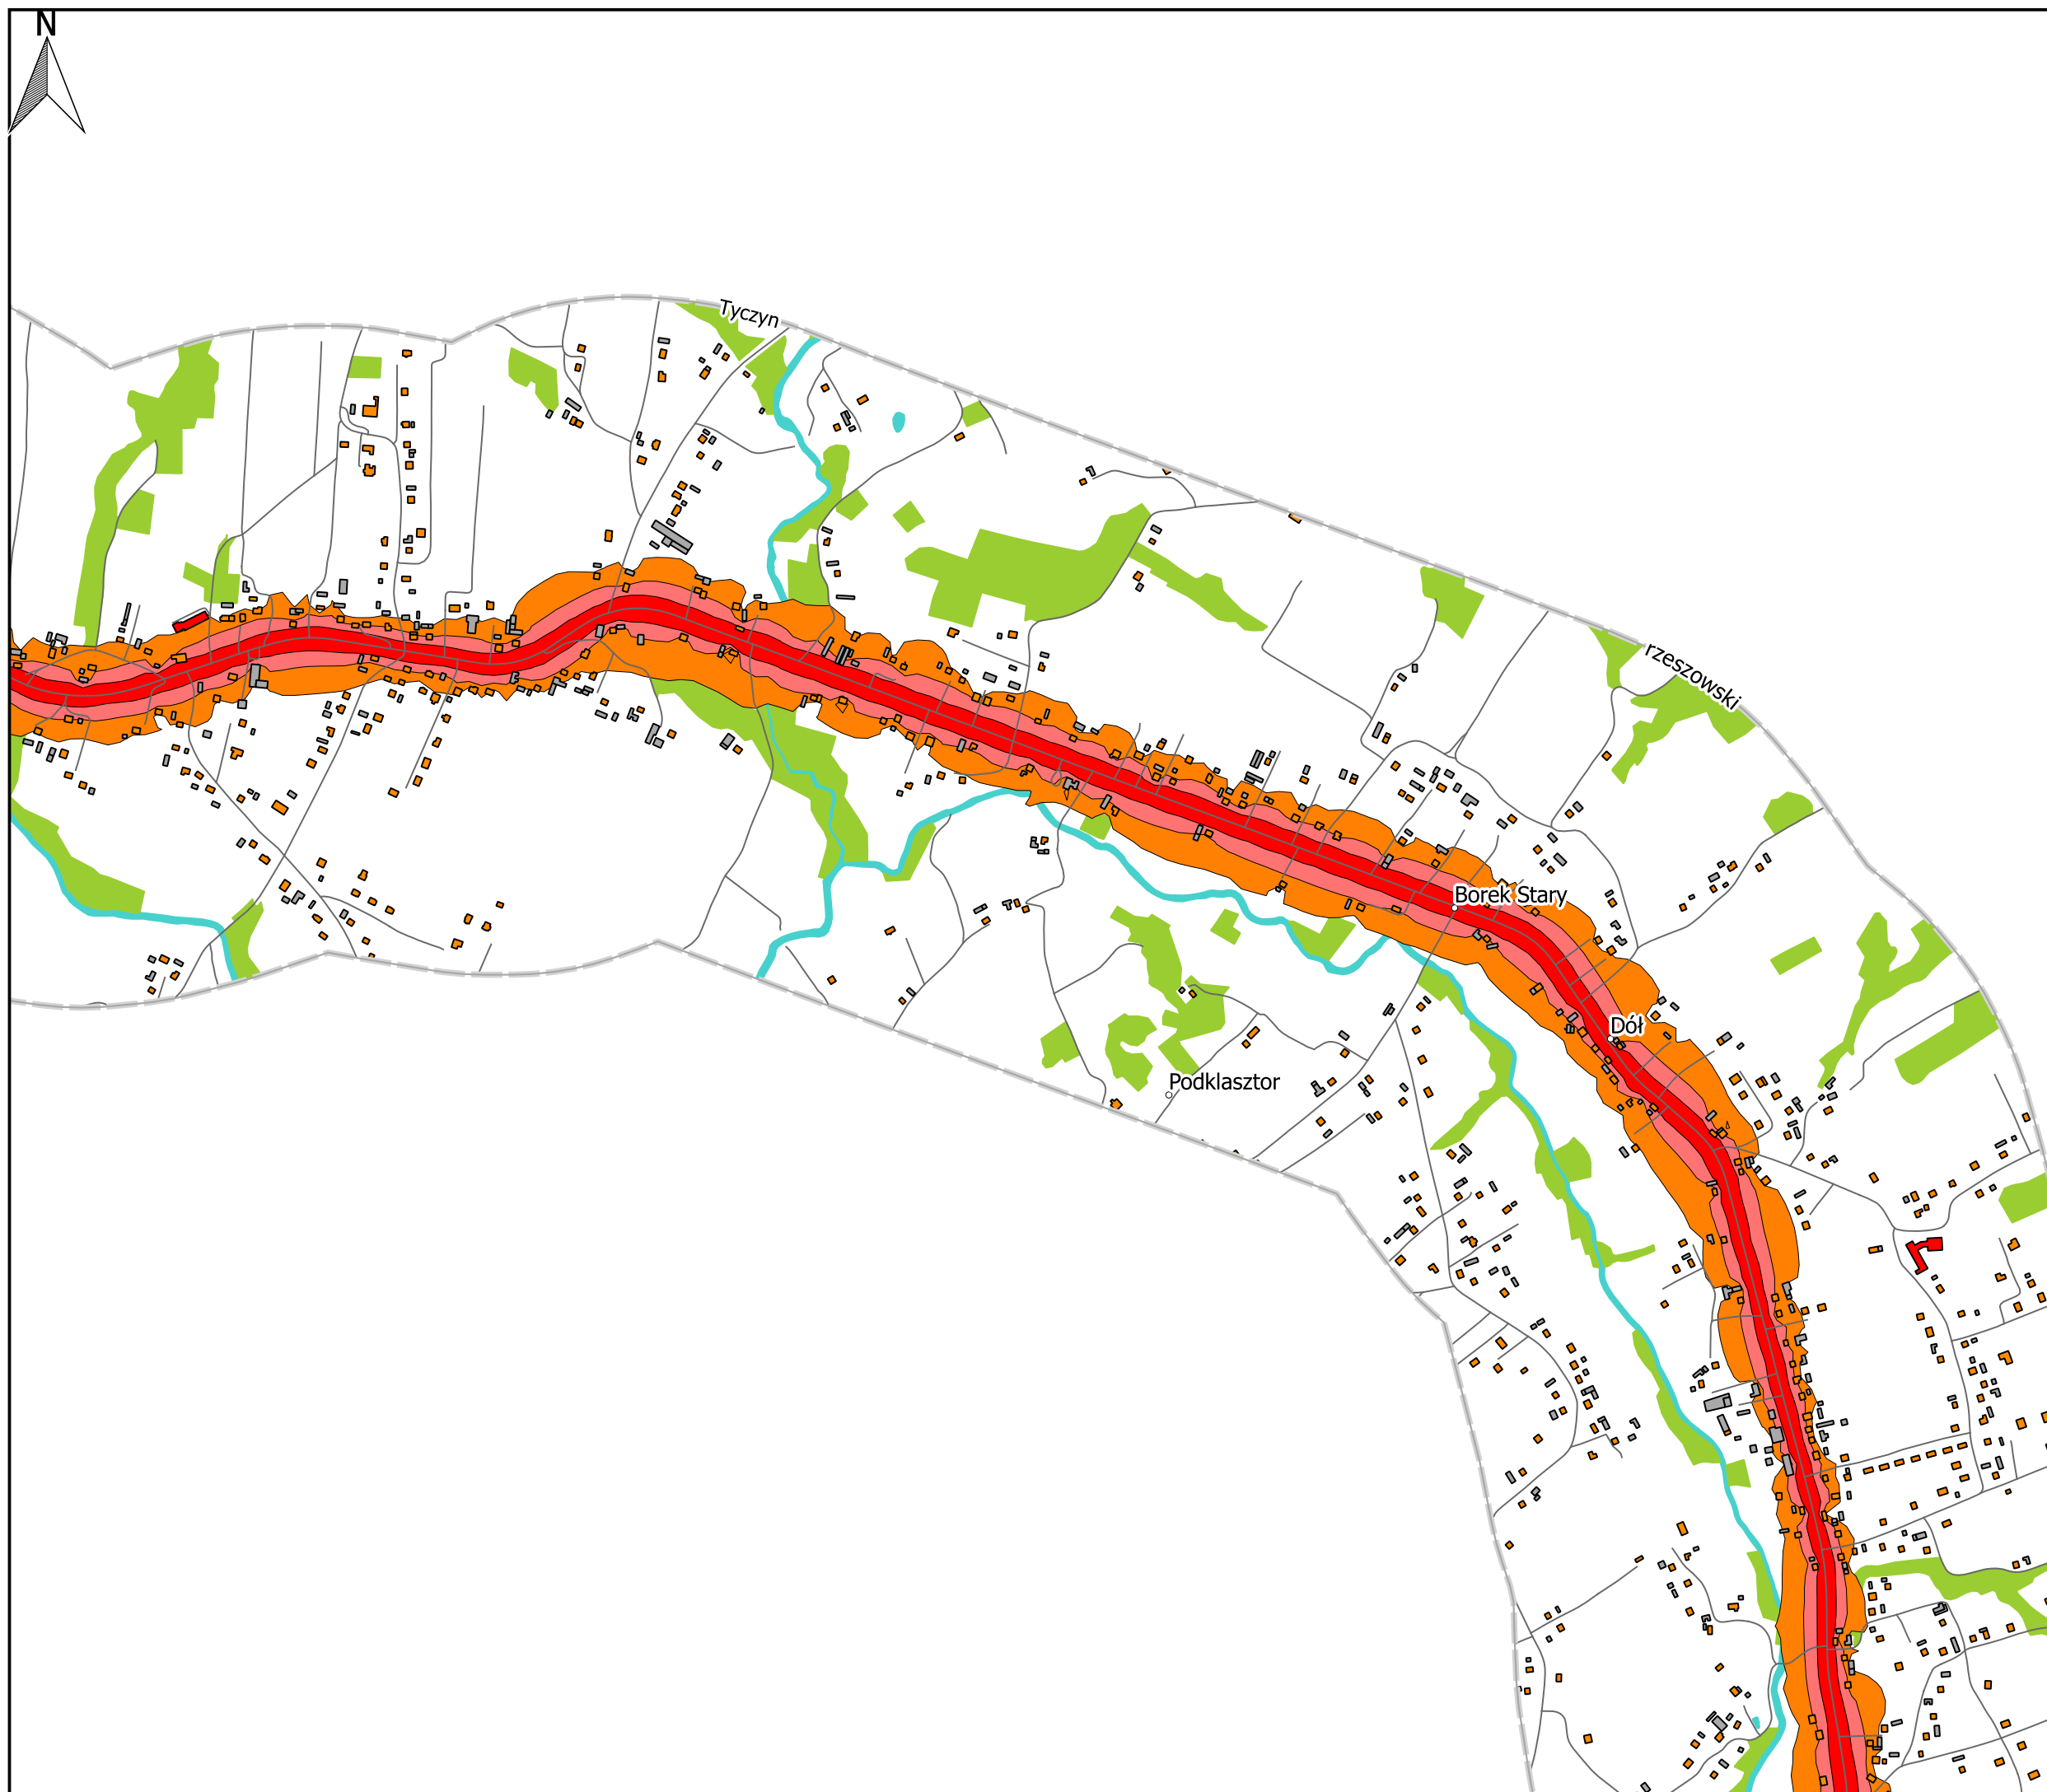 N
Tyczyn
rzeszowski
Borek Stary
Dół
Podklasztor